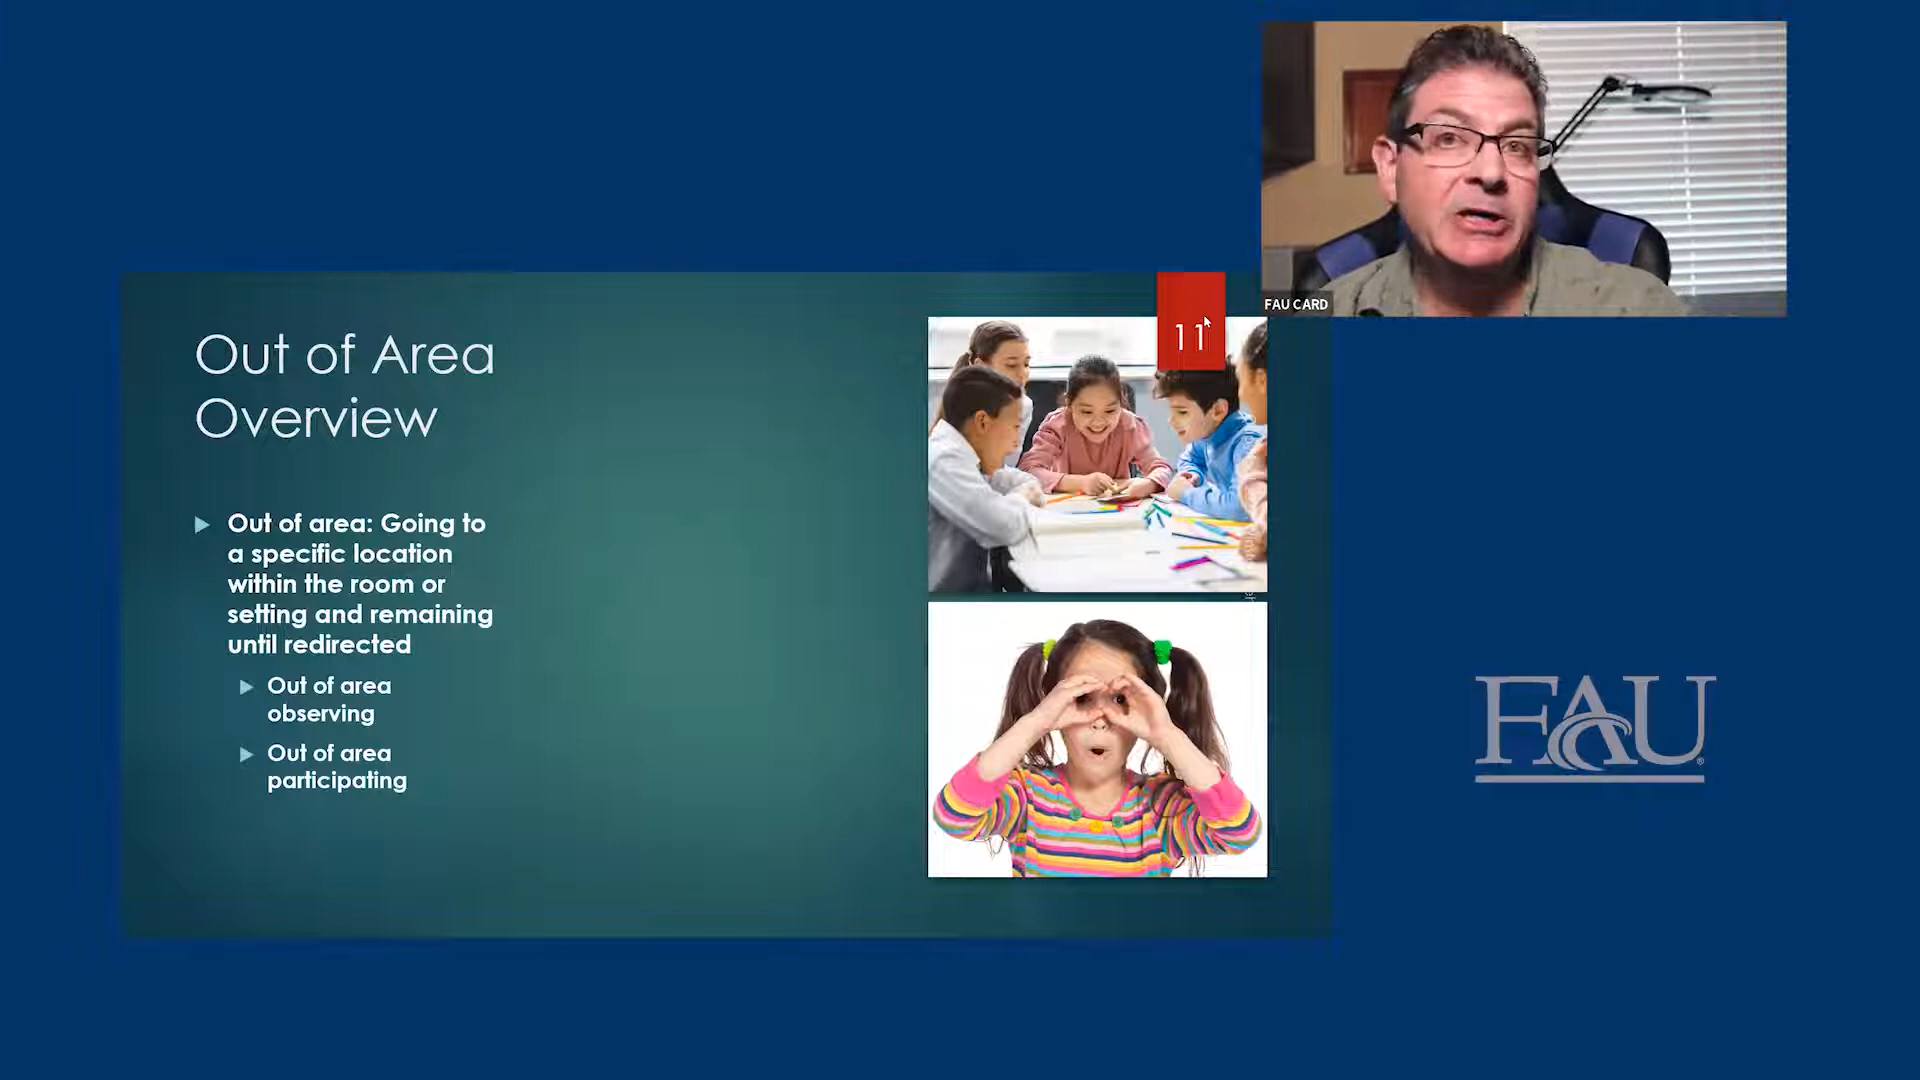 FAU CARD
11
Out of Area
Overview
Out of area: Going to
a specific location
within the room or
setting and remaining
until redirected
Out of area
observing
Out of area
participating
FAU®